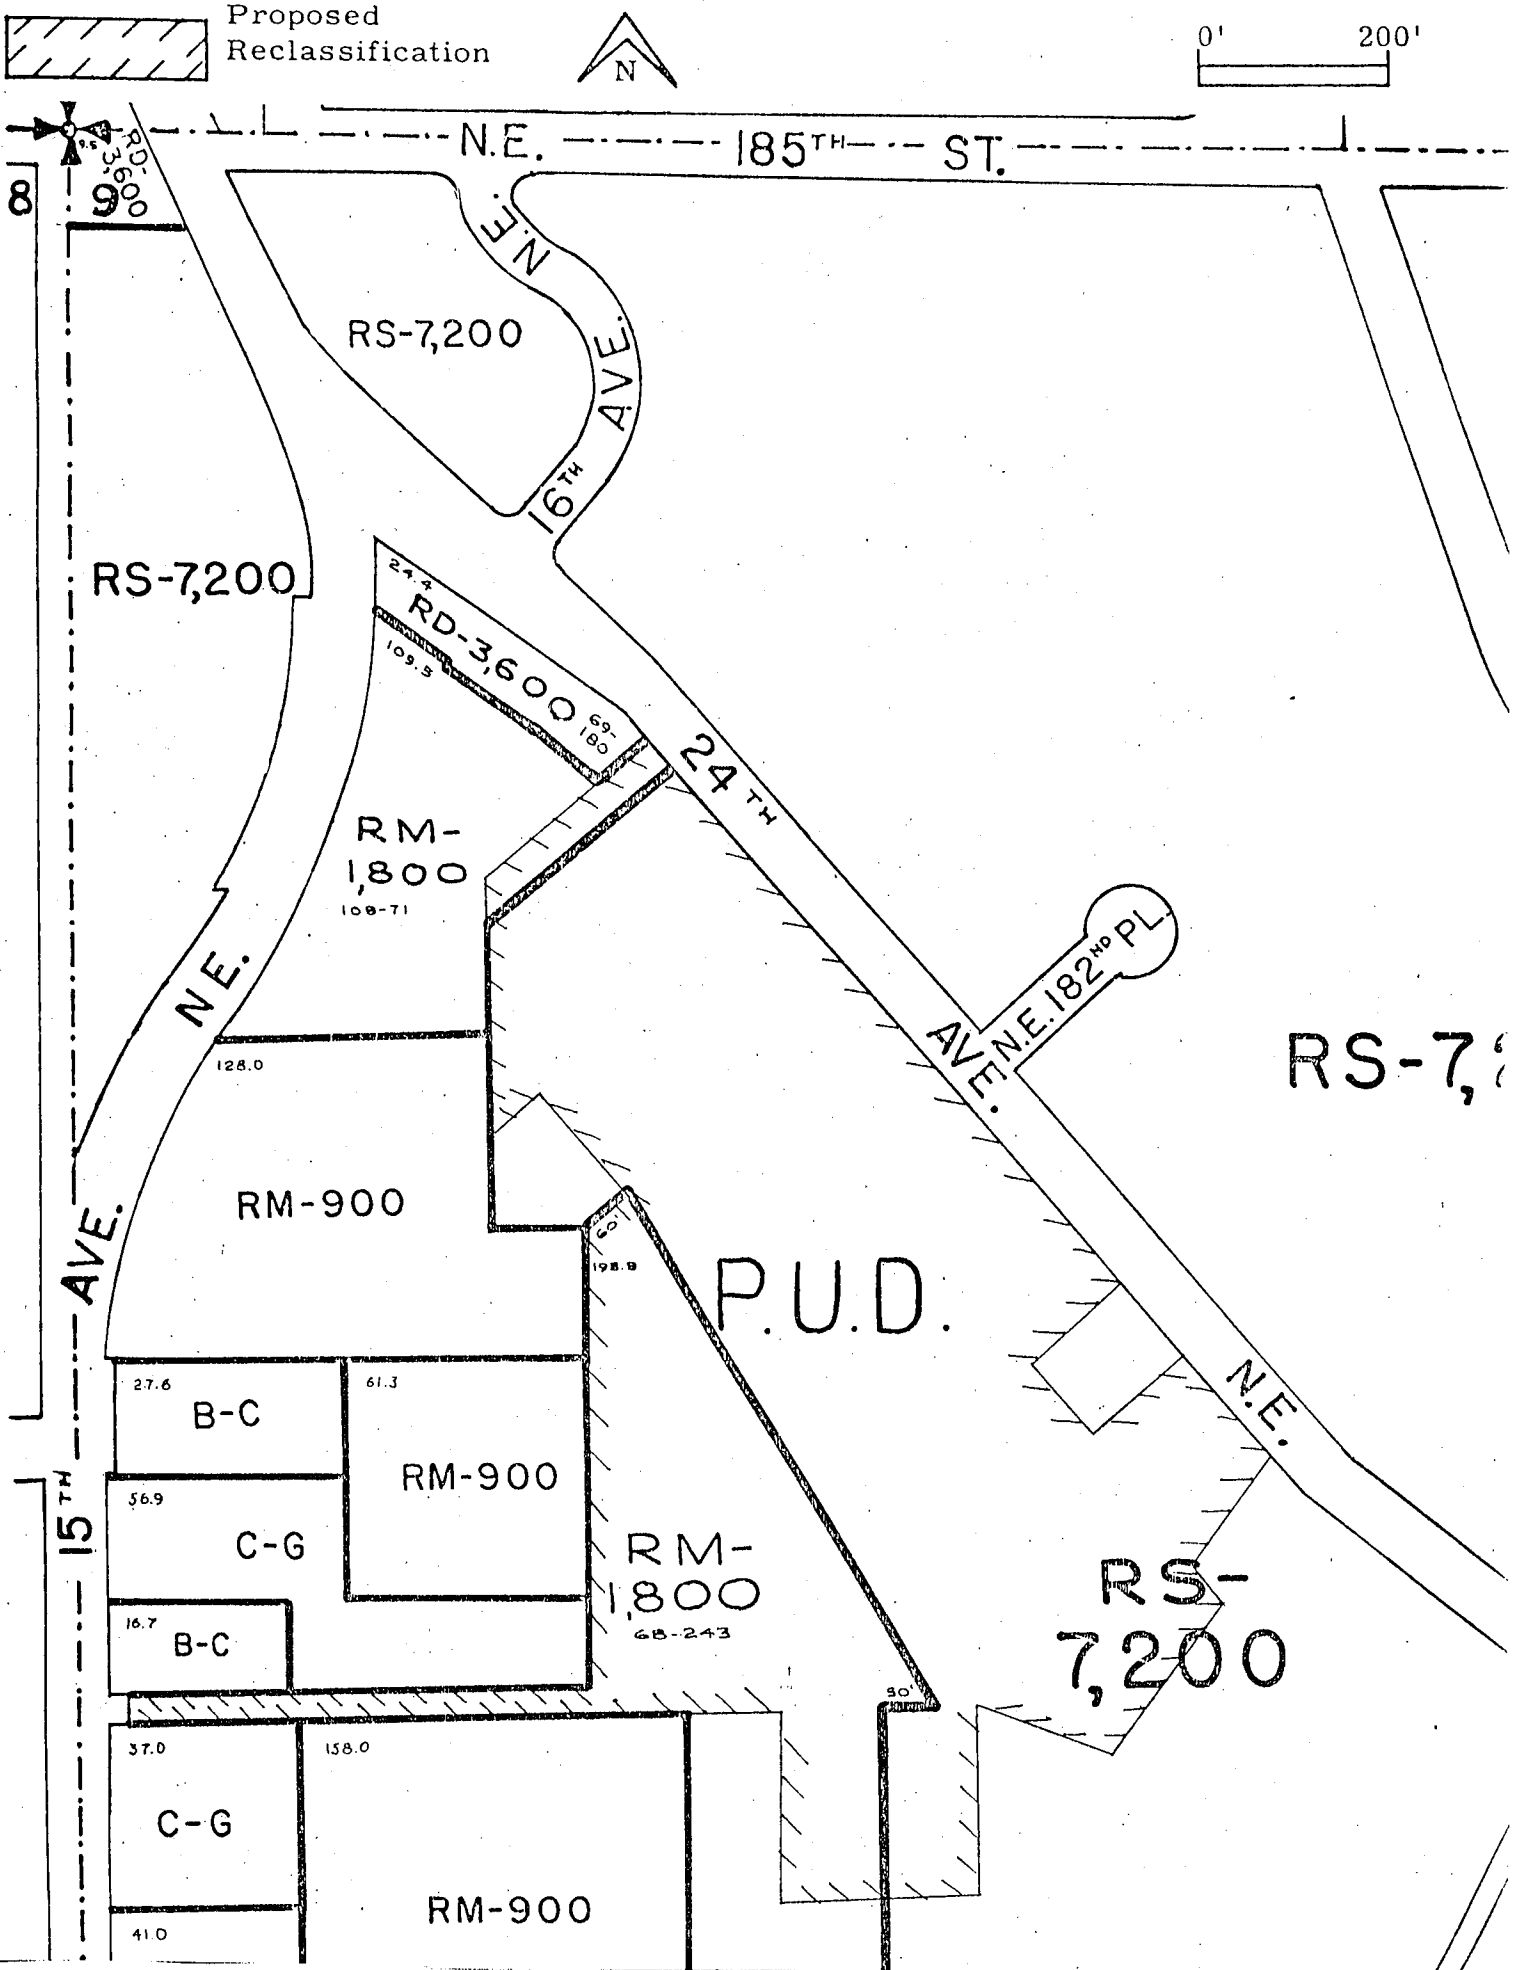 Proposed
Reclassification
N
0' 200'
N.E. 185TH ST.
9.5
RD-
3,600
8 9
N.E.
RS-7,200
AVE.
16TH
RS-7,200
24.4
RD-3,600
109.5
69-
180
24TH
RM-
1,800
108-71
N.E. 182ND PL.
NE.
AVE.
RS-7,
128.0
RM-900
AVE.
60'
198.8
P.U.D.
27.6
B-C
61.3
N.E.
RM-900
56.9
15TH
C-G
RM-
1,800
68-243
RS-
7,200
16.7
B-C
50'
37.0
158.0
C-G
RM-900
41.0